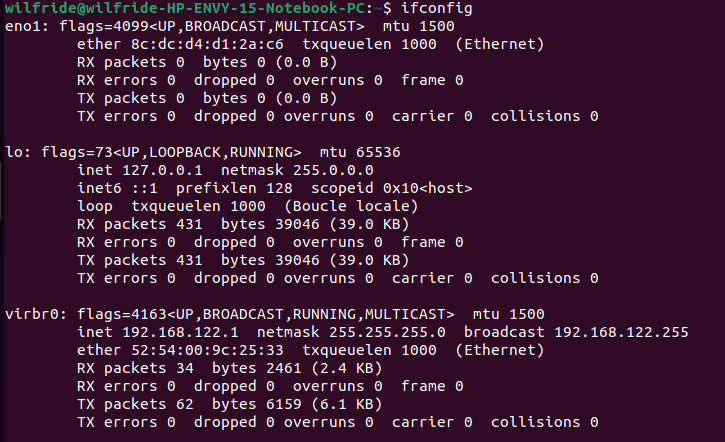 wilfride@wilfride-HP-ENVY-15-Notebook-PC:~$ ifconfig
eno1: flags=4099<UP,BROADCAST,MULTICAST>  mtu 1500
        ether 8c:dc:d4:d1:2a:c6  txqueuelen 1000  (Ethernet)
        RX packets 0  bytes 0 (0.0 B)
        RX errors 0  dropped 0  overruns 0  frame 0
        TX packets 0  bytes 0 (0.0 B)
        TX errors 0  dropped 0 overruns 0  carrier 0  collisions 0

lo: flags=73<UP,LOOPBACK,RUNNING>  mtu 65536
        inet 127.0.0.1  netmask 255.0.0.0
        inet6 ::1  prefixlen 128  scopeid 0x10<host>
        loop  txqueuelen 1000  (Boucle locale)
        RX packets 431  bytes 39046 (39.0 KB)
        RX errors 0  dropped 0  overruns 0  frame 0
        TX packets 431  bytes 39046 (39.0 KB)
        TX errors 0  dropped 0 overruns 0  carrier 0  collisions 0

virbr0: flags=4163<UP,BROADCAST,RUNNING,MULTICAST>  mtu 1500
        inet 192.168.122.1  netmask 255.255.255.0  broadcast 192.168.122.255
        ether 52:54:00:9c:25:33  txqueuelen 1000  (Ethernet)
        RX packets 34  bytes 2461 (2.4 KB)
        RX errors 0  dropped 0  overruns 0  frame 0
        TX packets 62  bytes 6159 (6.1 KB)
        TX errors 0  dropped 0 overruns 0  carrier 0  collisions 0